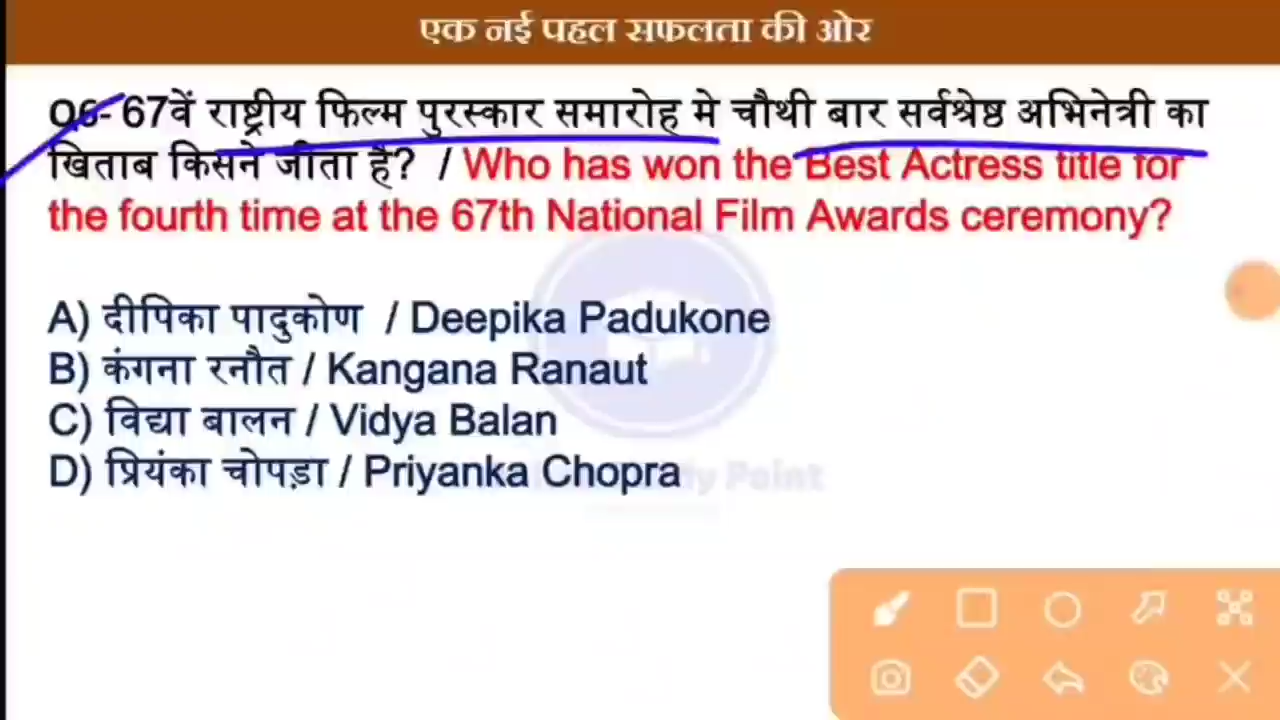 एक नई पहल सफलता की ओर
Q6- 67वें राष्ट्रीय फिल्म पुरस्कार समारोह मे चौथी बार सर्वश्रेष्ठ अभिनेत्री का
खिताब किसने जीता है? / Who has won the Best Actress title for
the fourth time at the 67th National Film Awards ceremony?
A) दीपिका पादुकोण / Deepika Padukone
B) कंगना रनौत / Kangana Ranaut
C) विद्या बालन / Vidya Balan
D) प्रियंका चोपड़ा / Priyanka Chopra
Point